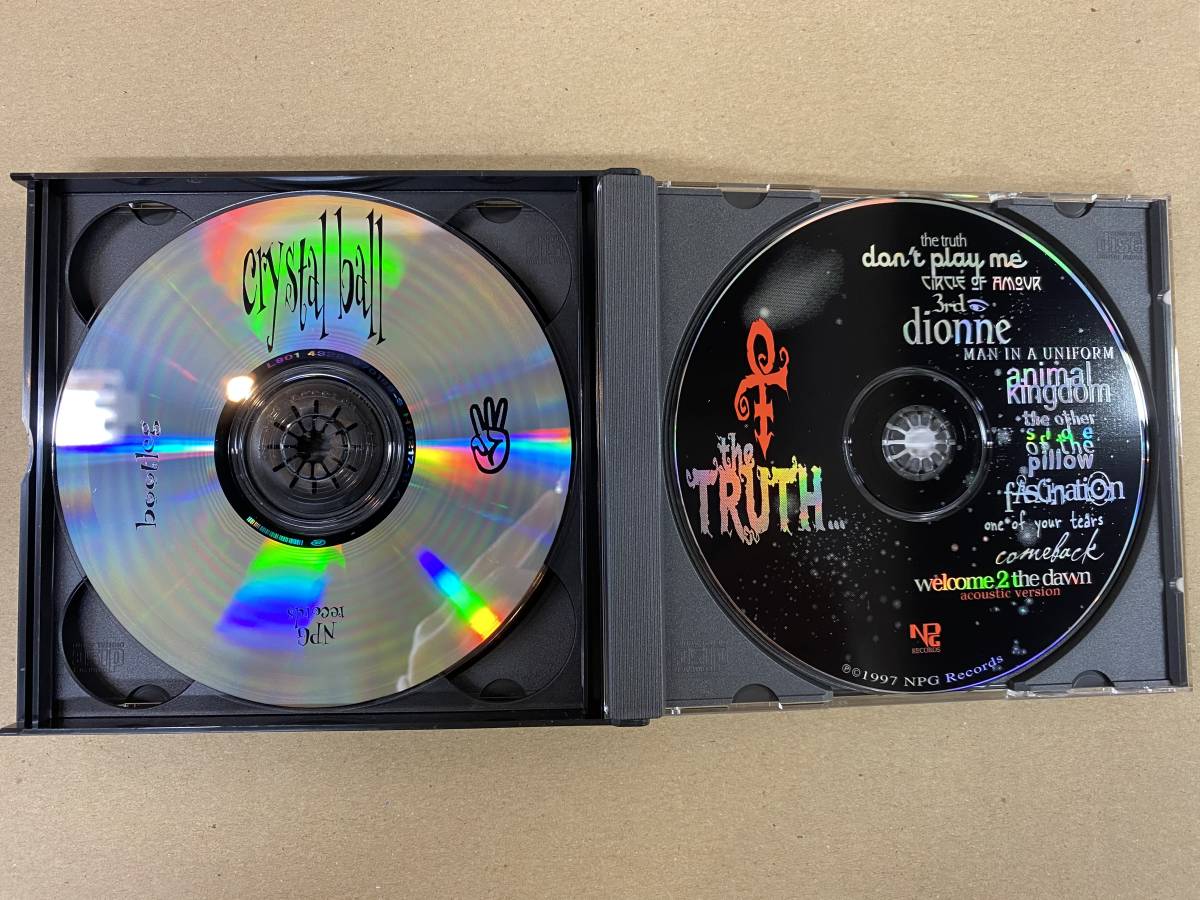 crystal ball
bootleg
NPG
records
the truth
don't play me
CIRCLE OF AMOUR
3rd
dionne
MAN IN A UNIFORM
animal
kingdom
the other
side
of the
pillow
fascination
one of your tears
comeback
welcome 2 the dawn
acoustic version
the
TRUTH...
NPG
RECORDS
℗©1997 NPG Records